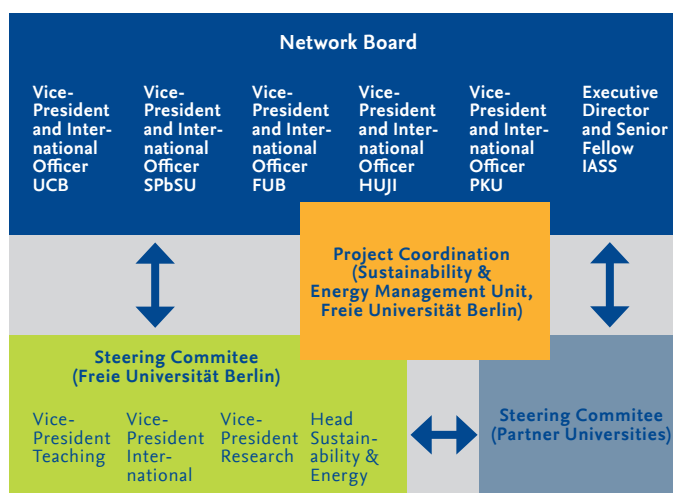 Network Board
Vice-
President
and Inter-
national
Officer
UCB
Vice-
President
and Inter-
national
Officer
SPbSU
Vice-
President
and Inter-
national
Officer
FUB
Vice-
President
and Inter-
national
Officer
HUJI
Vice-
President
and Inter-
national
Officer
PKU
Executive
Director
and Senior
Fellow
IASS
Project Coordination
(Sustainability &
Energy Management Unit,
Freie Universität Berlin)
Steering Commitee
(Freie Universität Berlin)
Vice-
President
Teaching
Vice-
President
Inter-
national
Vice-
President
Research
Head
Sustain-
ability &
Energy
Steering Commitee
(Partner Universities)